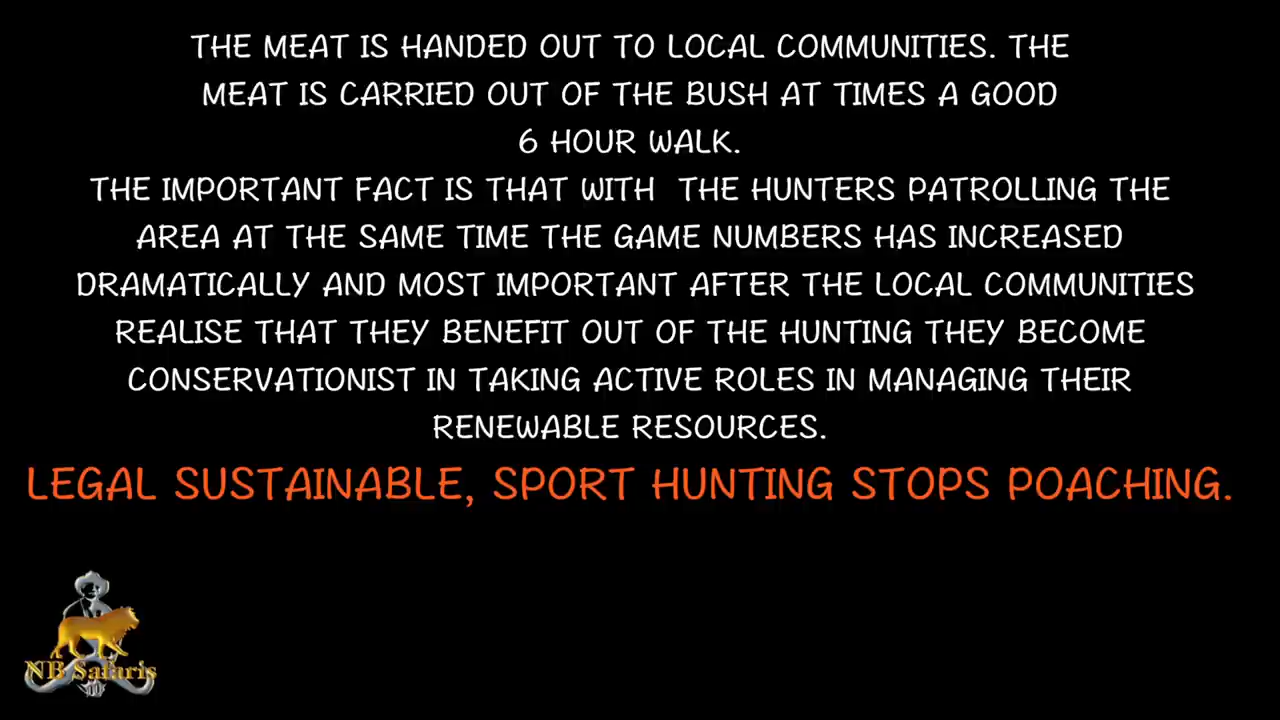 THE MEAT IS HANDED OUT TO LOCAL COMMUNITIES. THE
MEAT IS CARRIED OUT OF THE BUSH AT TIMES A GOOD
6 HOUR WALK.
THE IMPORTANT FACT IS THAT WITH THE HUNTERS PATROLLING THE
AREA AT THE SAME TIME THE GAME NUMBERS HAS INCREASED
DRAMATICALLY AND MOST IMPORTANT AFTER THE LOCAL COMMUNITIES
REALISE THAT THEY BENEFIT OUT OF THE HUNTING THEY BECOME
CONSERVATIONIST IN TAKING ACTIVE ROLES IN MANAGING THEIR
RENEWABLE RESOURCES.
LEGAL SUSTAINABLE, SPORT HUNTING STOPS POACHING.
NB Safaris